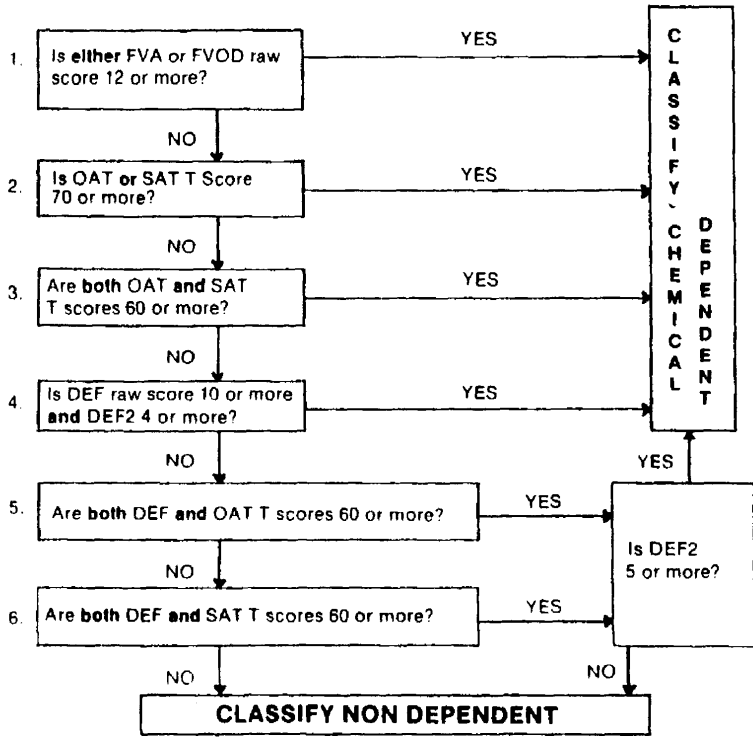 1. Is either FVA or FVOD raw
score 12 or more?
YES
NO
2. Is OAT or SAT T Score
70 or more?
YES
NO
3. Are both OAT and SAT
T scores 60 or more?
YES
NO
4. Is DEF raw score 10 or more
and DEF2 4 or more?
YES
NO
5. Are both DEF and OAT T scores 60 or more?
YES
NO
6. Are both DEF and SAT T scores 60 or more?
YES
NO
Is DEF2
5 or more?
YES
NO
CLASSIFY CHEMICAL
DEPENDENT
CLASSIFY NON DEPENDENT